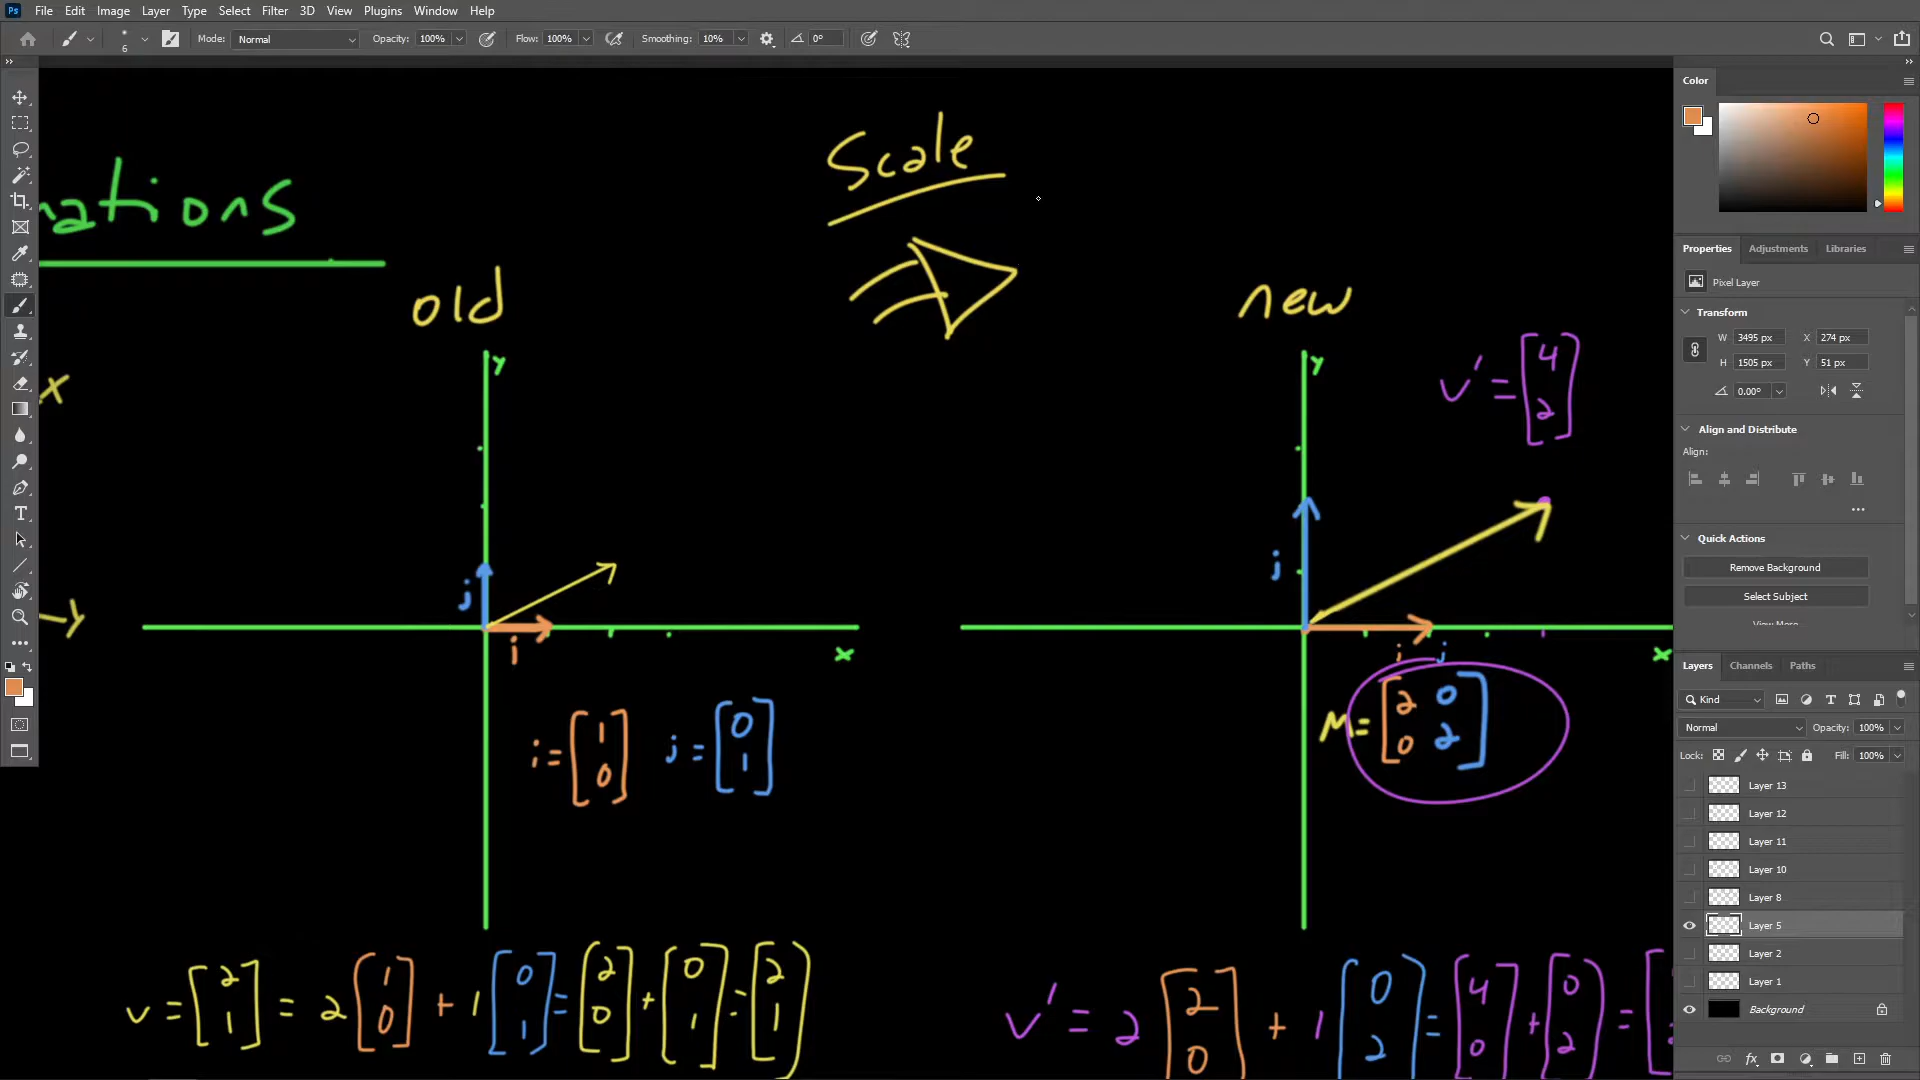 Ps File Edit Image Layer Type Select Filter 3D View Plugins Window Help
6 Mode: Normal Opacity: 100% Flow: 100% Smoothing: 10% 0°
Color
Scale
ations
old
new
x
y
y
y
v' = [4 2]
j
i
x
j
i j
x
M= [2 0 0 2]
i = [1 0] j = [0 1]
v = [2 1] = 2 [1 0] + 1 [0 1] = [2 0] + [0 1] = [2 1]
v' = 2 [2 0] + 1 [0 2] = [4 0] + [0 2] =
Properties Adjustments Libraries
Pixel Layer
Transform
W 3495 px X 274 px
H 1505 px Y 51 px
0.00°
Align and Distribute
Align:
Quick Actions
Remove Background
Select Subject
View More
Layers Channels Paths
Kind
Normal Opacity: 100%
Lock: Fill: 100%
Layer 13
Layer 12
Layer 11
Layer 10
Layer 8
Layer 5
Layer 2
Layer 1
Background
fx